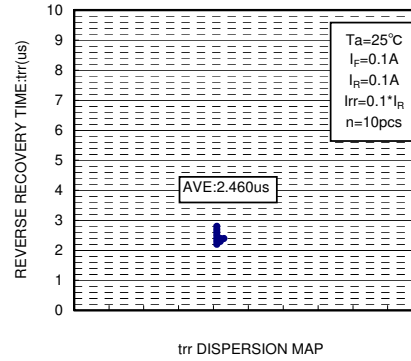 REVERSE RECOVERY TIME:trr(us)
10
9
8
7
6
5
4
3
2
1
0
Ta=25℃
IF=0.1A
IR=0.1A
Irr=0.1*IR
n=10pcs
AVE:2.460us
trr DISPERSION MAP